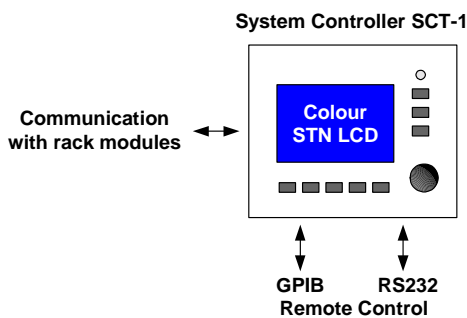 System Controller SCT-1
Colour
STN LCD
Communication
with rack modules
GPIB RS232
Remote Control